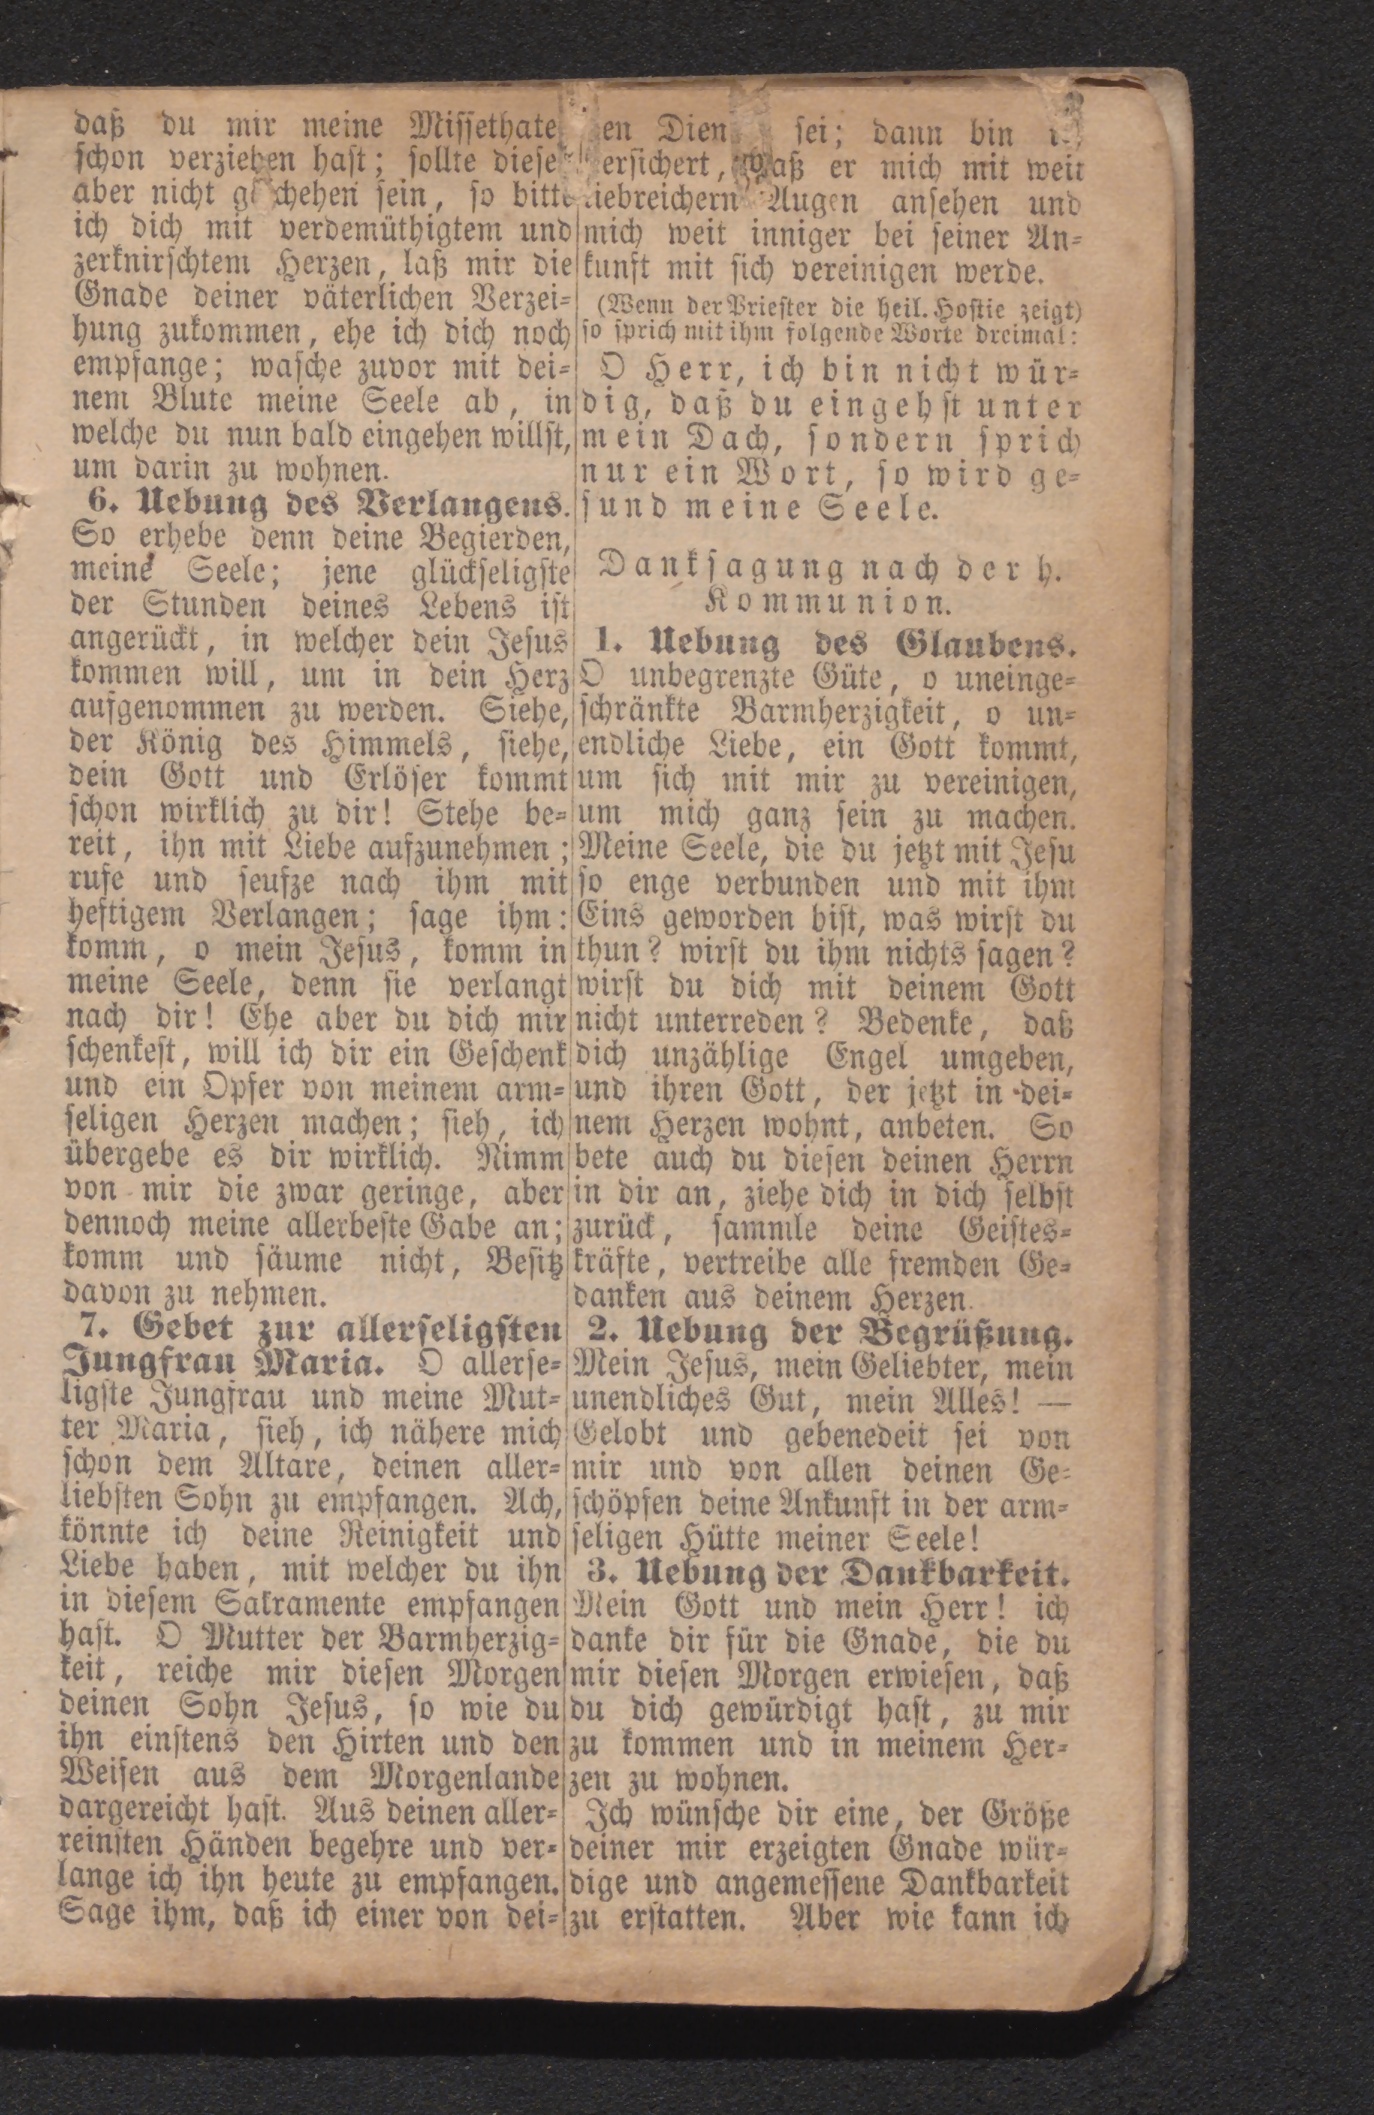 daß du mir meine Missethate
schon verziehen hast; sollte diese
aber nicht geschehen sein, so bitte
ich dich mit verdemüthigtem und
zerknirschtem Herzen, laß mir die
Gnade deiner väterlichen Verzei-
hung zukommen, ehe ich dich noch
empfange; wasche zuvor mit dei-
nem Blute meine Seele ab, in
welche du nun bald eingehen willst,
um darin zu wohnen.
6. Uebung des Verlangens.
So erhebe denn deine Begierden,
meine Seele; jene glückseligste
der Stunden deines Lebens ist
angerückt, in welcher dein Jesus
kommen will, um in dein Herz
aufgenommen zu werden. Siehe,
der König des Himmels, siehe,
dein Gott und Erlöser kommt
schon wirklich zu dir! Stehe be-
reit, ihn mit Liebe aufzunehmen;
rufe und seufze nach ihm mit
heftigem Verlangen; sage ihm:
komm, o mein Jesus, komm in
meine Seele, denn sie verlangt
nach dir! Ehe aber du dich mir
schenkest, will ich dir ein Geschenk
und ein Opfer von meinem arm-
seligen Herzen machen; sieh, ich
übergebe es dir wirklich. Nimm
von mir die zwar geringe, aber
dennoch meine allerbeste Gabe an;
komm und säume nicht, Besitz
davon zu nehmen.
7. Gebet zur allerseligsten
Jungfrau Maria. O allerse-
ligste Jungfrau und meine Mut-
ter Maria, sieh, ich nähere mich
schon dem Altare, deinen aller-
liebsten Sohn zu empfangen. Ach,
könnte ich deine Reinigkeit und
Liebe haben, mit welcher du ihn
in diesem Sakramente empfangen
hast. O Mutter der Barmherzig-
keit, reiche mir diesen Morgen
deinen Sohn Jesus, so wie du
ihn einstens den Hirten und den
Weisen aus dem Morgenlande
dargereicht hast. Aus deinen aller-
reinsten Händen begehre und ver-
lange ich ihn heute zu empfangen.
Sage ihm, daß ich einer von dei-
en Dien sei; dann bin
ersichert, daß er mich mit weit
liebreichern Augen ansehen und
mich weit inniger bei seiner An-
kunft mit sich vereinigen werde.
(Wenn der Priester die heil. Hostie zeigt)
so sprich mit ihm folgende Worte dreimal:
O Herr, ich bin nicht wür-
dig, daß du eingehst unter
mein Dach, sondern sprich
nur ein Wort, so wird ge-
sund meine Seele.
Danksagung nach der h.
Kommunion.
1. Uebung des Glaubens.
O unbegrenzte Güte, o uneinge-
schränkte Barmherzigkeit, o un-
endliche Liebe, ein Gott kommt,
um sich mit mir zu vereinigen,
um mich ganz sein zu machen.
Meine Seele, die du jetzt mit Jesu
so enge verbunden und mit ihm
Eins geworden bist, was wirst du
thun? wirst du ihm nichts sagen?
wirst du dich mit deinem Gott
nicht unterreden? Bedenke, daß
dich unzählige Engel umgeben,
und ihren Gott, der jetzt in dei-
nem Herzen wohnt, anbeten. So
bete auch du diesen deinen Herrn
in dir an, ziehe dich in dich selbst
zurück, sammle deine Geistes-
kräfte, vertreibe alle fremden Ge-
danken aus deinem Herzen.
2. Uebung der Begrüßung.
Mein Jesus, mein Geliebter, mein
unendliches Gut, mein Alles! —
Gelobt und gebenedeit sei von
mir und von allen deinen Ge-
schöpfen deine Ankunft in der arm-
seligen Hütte meiner Seele!
3. Uebung der Dankbarkeit.
Mein Gott und mein Herr! ich
danke dir für die Gnade, die du
mir diesen Morgen erwiesen, daß
du dich gewürdigt hast, zu mir
zu kommen und in meinem Her-
zen zu wohnen.
Ich wünsche dir eine, der Größe
deiner mir erzeigten Gnade wür-
dige und angemessene Dankbarkeit
zu erstatten. Aber wie kann ich